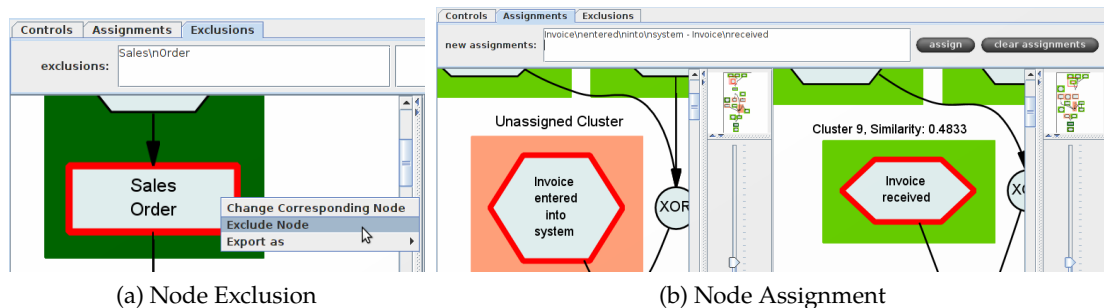 Controls Assignments Exclusions
exclusions:
Sales\nOrder
Sales
Order
Change Corresponding Node
Exclude Node
Export as
(a) Node Exclusion
Controls Assignments Exclusions
new assignments:
Invoice\nentered\ninto\nsystem - Invoice\nreceived
assign
clear assignments
Unassigned Cluster
Invoice
entered
into
system
XOR
Cluster 9, Similarity: 0.4833
Invoice
received
XO
(b) Node Assignment